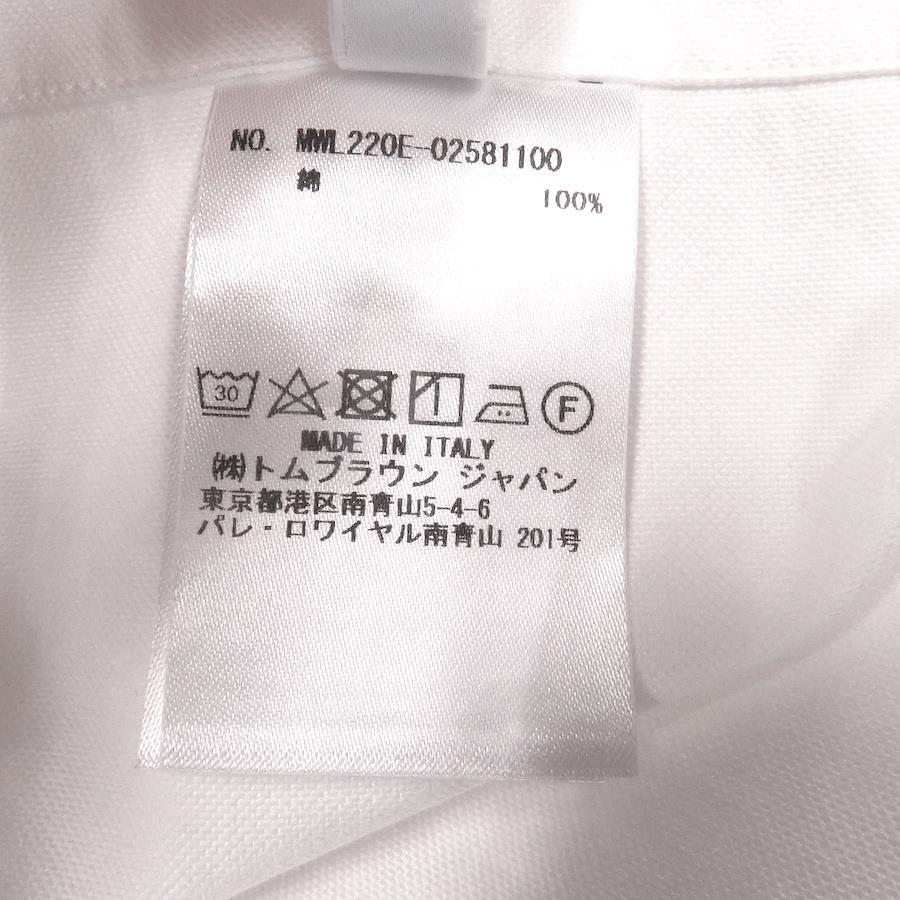 NO. MWL220E-02581100
綿 100%
30 F
MADE IN ITALY
㈱トムブラウン ジャパン
東京都港区南青山5-4-6
パレ・ロワイヤル南青山 201号